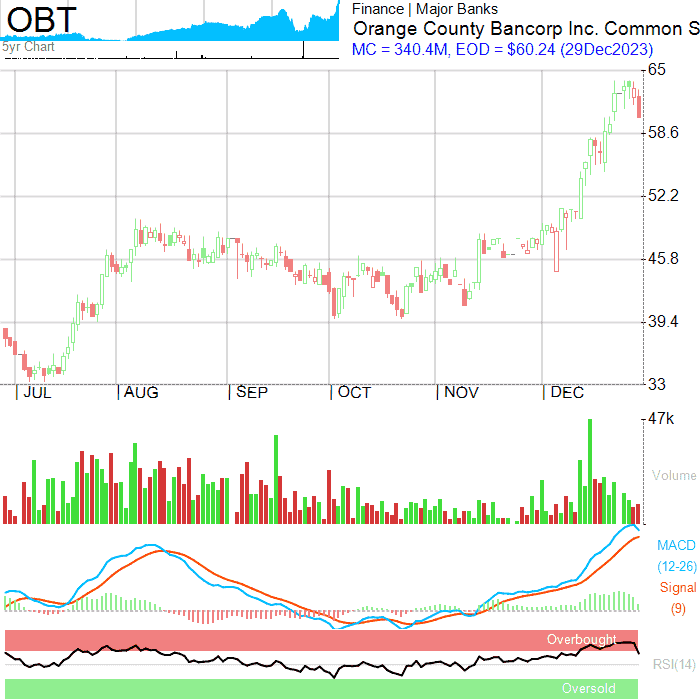 OBT
5yr Chart
Finance | Major Banks
Orange County Bancorp Inc. Common S
MC = 340.4M, EOD = $60.24 (29Dec2023)
65
58.6
52.2
45.8
39.4
33
| JUL | AUG | SEP | OCT | NOV | DEC
47k
Volume
MACD
(12-26)
Signal
(9)
Overbought
RSI(14)
Oversold